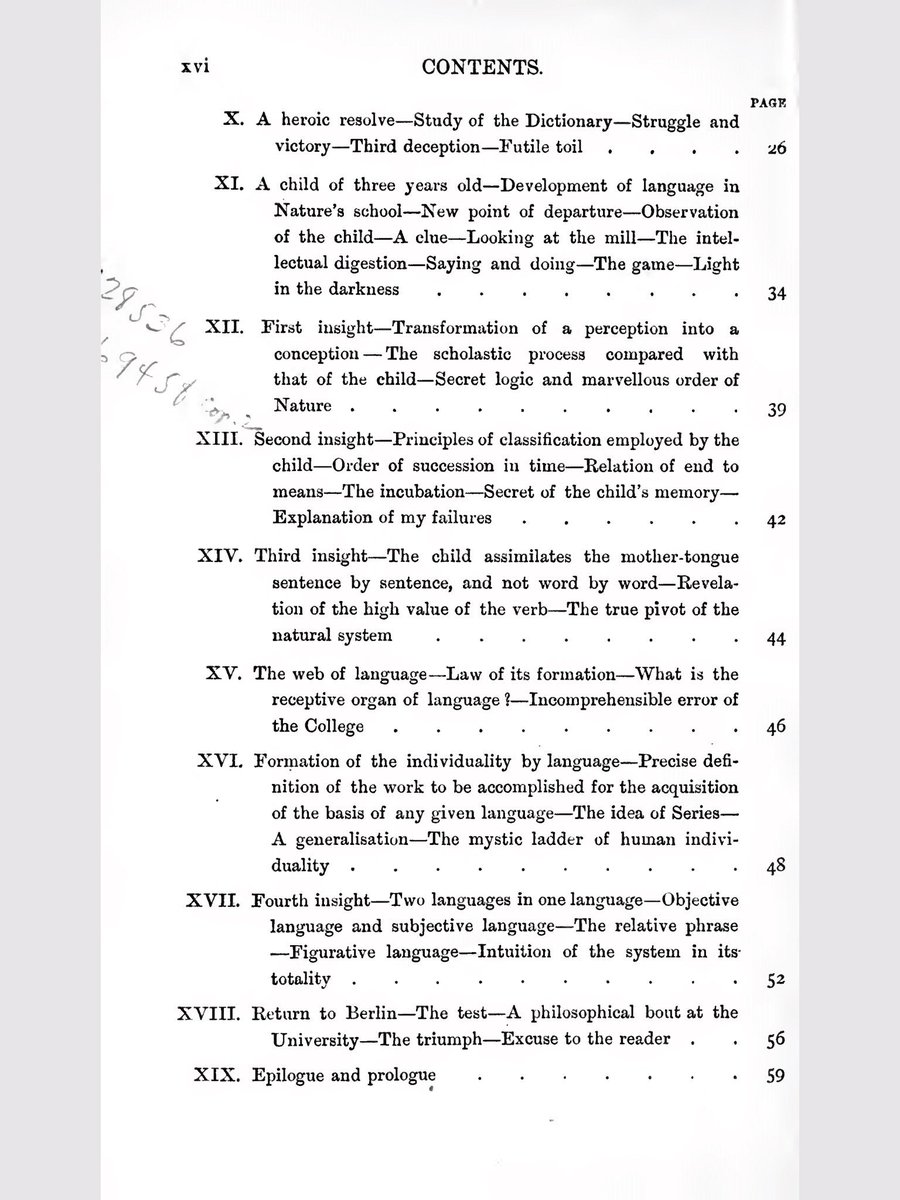 xvi CONTENTS.
PAGE
X. A heroic resolve—Study of the Dictionary—Struggle and
victory—Third deception—Futile toil . . . . 26
XI. A child of three years old—Development of language in
Nature's school—New point of departure—Observation
of the child—A clue—Looking at the mill—The intel-
lectual digestion—Saying and doing—The game—Light
in the darkness . . . . . . . . 34
XII. First insight—Transformation of a perception into a
conception—The scholastic process compared with
that of the child—Secret logic and marvellous order of
Nature . . . . . . . . . . 39
XIII. Second insight—Principles of classification employed by the
child—Order of succession in time—Relation of end to
means—The incubation—Secret of the child's memory—
Explanation of my failures . . . . . . 42
XIV. Third insight—The child assimilates the mother-tongue
sentence by sentence, and not word by word—Revela-
tion of the high value of the verb—The true pivot of the
natural system . . . . . . . . 44
XV. The web of language—Law of its formation—What is the
receptive organ of language?—Incomprehensible error of
the College . . . . . . . . . 46
XVI. Formation of the individuality by language—Precise defi-
nition of the work to be accomplished for the acquisition
of the basis of any given language—The idea of Series—
A generalisation—The mystic ladder of human indivi-
duality . . . . . . . . . . 48
XVII. Fourth insight—Two languages in one language—Objective
language and subjective language—The relative phrase
—Figurative language—Intuition of the system in its
totality . . . . . . . . . . 52
XVIII. Return to Berlin—The test—A philosophical bout at the
University—The triumph—Excuse to the reader . . 56
XIX. Epilogue and prologue . . . . . . . 59